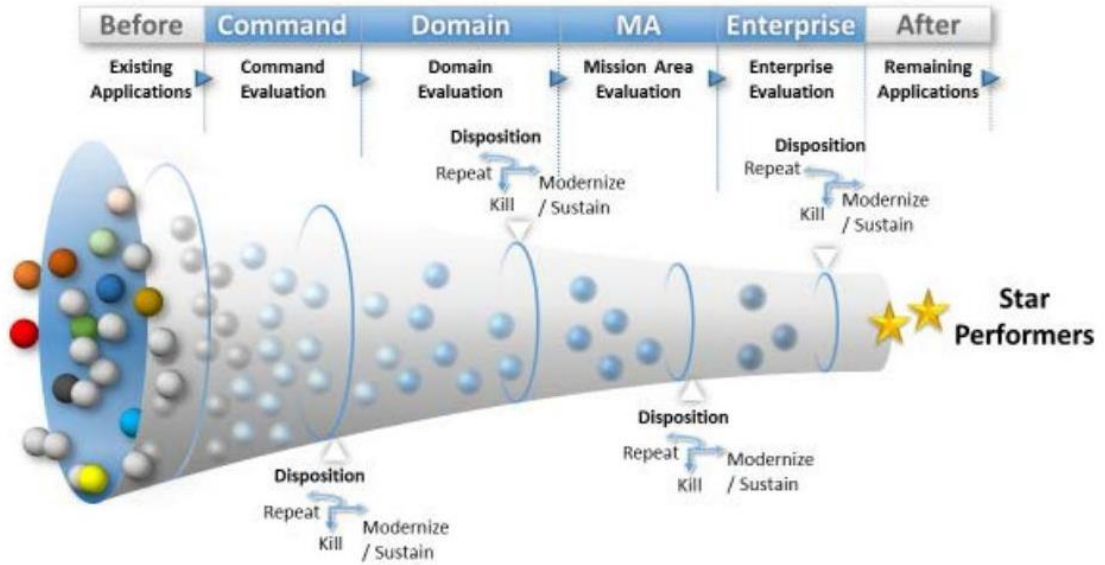 Before
Command
Domain
MA
Enterprise
After
Existing
Applications
Command
Evaluation
Domain
Evaluation
Mission Area
Evaluation
Enterprise
Evaluation
Remaining
Applications
Disposition
Repeat
Kill
Modernize
/ Sustain
Disposition
Repeat
Kill
Modernize
/ Sustain
Star
Performers
Disposition
Repeat
Kill
Modernize
/ Sustain
Disposition
Repeat
Kill
Modernize
/ Sustain